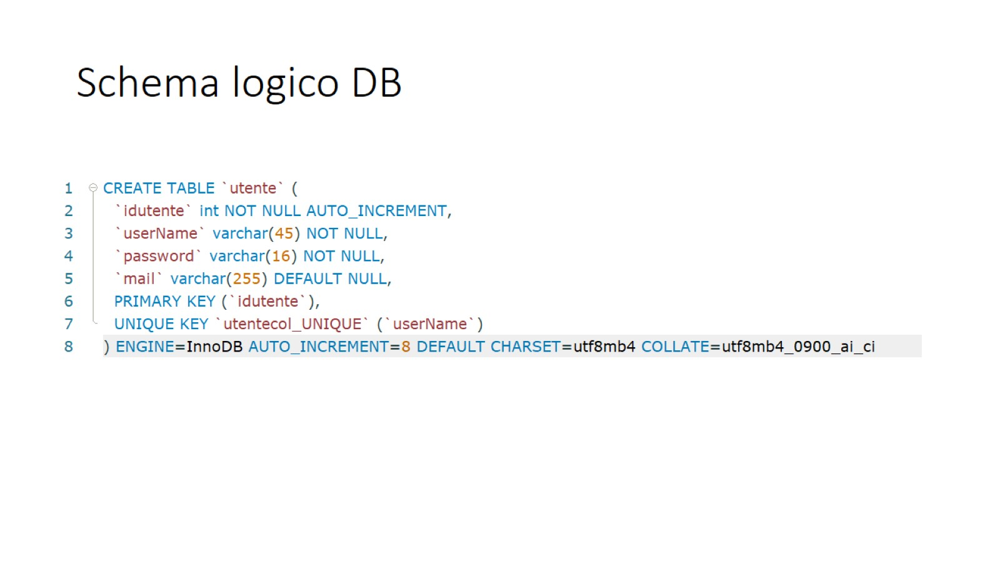 Schema logico DB
1 CREATE TABLE `utente` (
2 `idutente` int NOT NULL AUTO_INCREMENT,
3 `userName` varchar(45) NOT NULL,
4 `password` varchar(16) NOT NULL,
5 `mail` varchar(255) DEFAULT NULL,
6 PRIMARY KEY (`idutente`),
7 UNIQUE KEY `utentecol_UNIQUE` (`userName`)
8 ) ENGINE=InnoDB AUTO_INCREMENT=8 DEFAULT CHARSET=utf8mb4 COLLATE=utf8mb4_0900_ai_ci